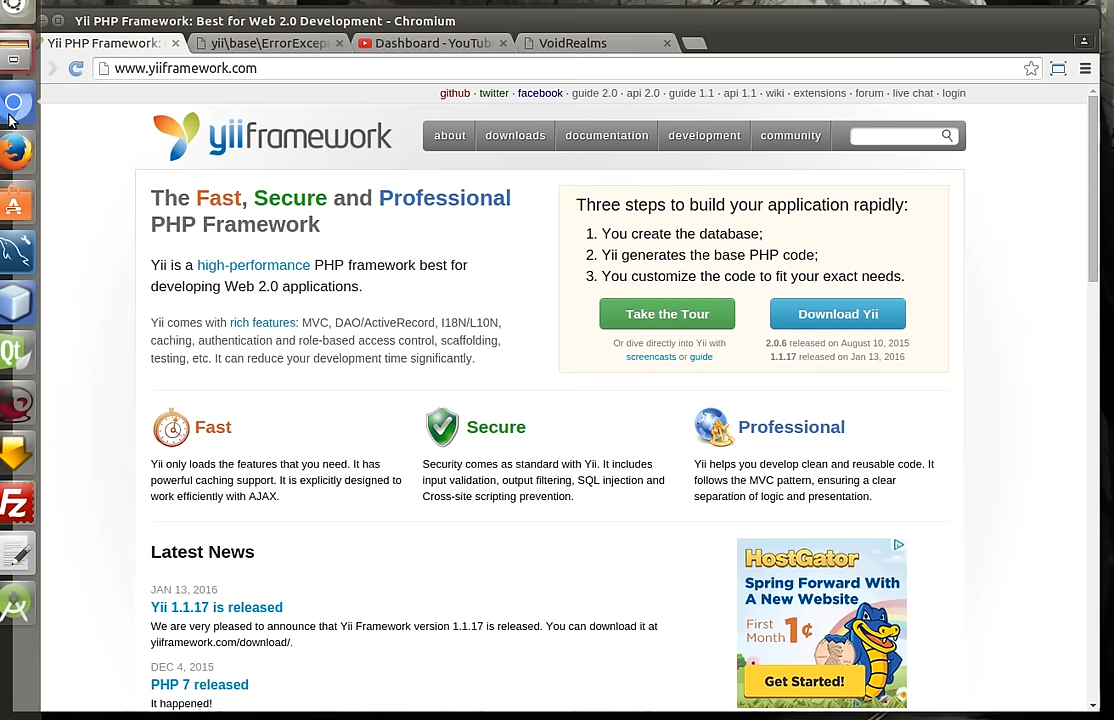 Yii PHP Framework: Best for Web 2.0 Development - Chromium
Yii PHP Framework:
yii\base\ErrorExcep
Dashboard - YouTub
VoidRealms
www.yiiframework.com
github · twitter · facebook · guide 2.0 · api 2.0 · guide 1.1 · api 1.1 · wiki · extensions · forum · live chat · login
yiiframework
about
downloads
documentation
development
community
The Fast, Secure and Professional
PHP Framework
Yii is a high-performance PHP framework best for
developing Web 2.0 applications.
Yii comes with rich features: MVC, DAO/ActiveRecord, I18N/L10N,
caching, authentication and role-based access control, scaffolding,
testing, etc. It can reduce your development time significantly.
Three steps to build your application rapidly:
1. You create the database;
2. Yii generates the base PHP code;
3. You customize the code to fit your exact needs.
Take the Tour
Download Yii
Or dive directly into Yii with
screencasts or guide
2.0.6 released on August 10, 2015
1.1.17 released on Jan 13, 2016
Fast
Yii only loads the features that you need. It has
powerful caching support. It is explicitly designed to
work efficiently with AJAX.
Secure
Security comes as standard with Yii. It includes
input validation, output filtering, SQL injection and
Cross-site scripting prevention.
Professional
Yii helps you develop clean and reusable code. It
follows the MVC pattern, ensuring a clear
separation of logic and presentation.
Latest News
JAN 13, 2016
Yii 1.1.17 is released
We are very pleased to announce that Yii Framework version 1.1.17 is released. You can download it at
yiiframework.com/download/.
DEC 4, 2015
PHP 7 released
It happened!
HostGator
Spring Forward With
A New Website
First
Month 1¢
Get Started!
Qt
Fz